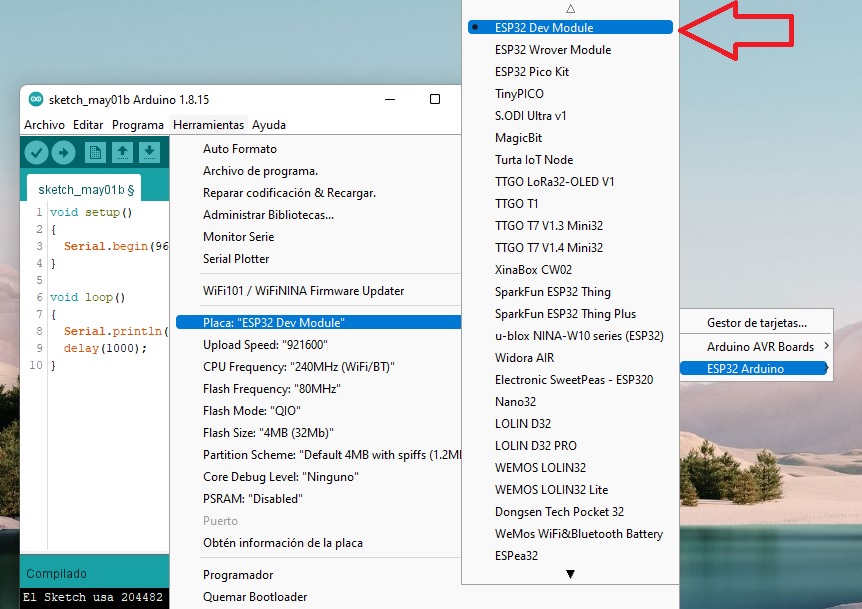 sketch_may01b Arduino 1.8.15
Archivo Editar Programa Herramientas Ayuda
sketch_may01b §
1 void setup()
2 {
3 Serial.begin(96
4 }
5
6 void loop()
7 {
8 Serial.println(
9 delay(1000);
10 }
Compilado
El Sketch usa 204482
Auto Formato
Archivo de programa.
Reparar codificación & Recargar.
Administrar Bibliotecas...
Monitor Serie
Serial Plotter
WiFi101 / WiFiNINA Firmware Updater
Placa: "ESP32 Dev Module"
Upload Speed: "921600"
CPU Frequency: "240MHz (WiFi/BT)"
Flash Frequency: "80MHz"
Flash Mode: "QIO"
Flash Size: "4MB (32Mb)"
Partition Scheme: "Default 4MB with spiffs (1.2M
Core Debug Level: "Ninguno"
PSRAM: "Disabled"
Puerto
Obtén información de la placa
Programador
Quemar Bootloader
ESP32 Dev Module
ESP32 Wrover Module
ESP32 Pico Kit
TinyPICO
S.ODI Ultra v1
MagicBit
Turta IoT Node
TTGO LoRa32-OLED V1
TTGO T1
TTGO T7 V1.3 Mini32
TTGO T7 V1.4 Mini32
XinaBox CW02
SparkFun ESP32 Thing
SparkFun ESP32 Thing Plus
u-blox NINA-W10 series (ESP32)
Widora AIR
Electronic SweetPeas - ESP320
Nano32
LOLIN D32
LOLIN D32 PRO
WEMOS LOLIN32
WEMOS LOLIN32 Lite
Dongsen Tech Pocket 32
WeMos WiFi&Bluetooth Battery
ESPea32
Gestor de tarjetas...
Arduino AVR Boards
ESP32 Arduino